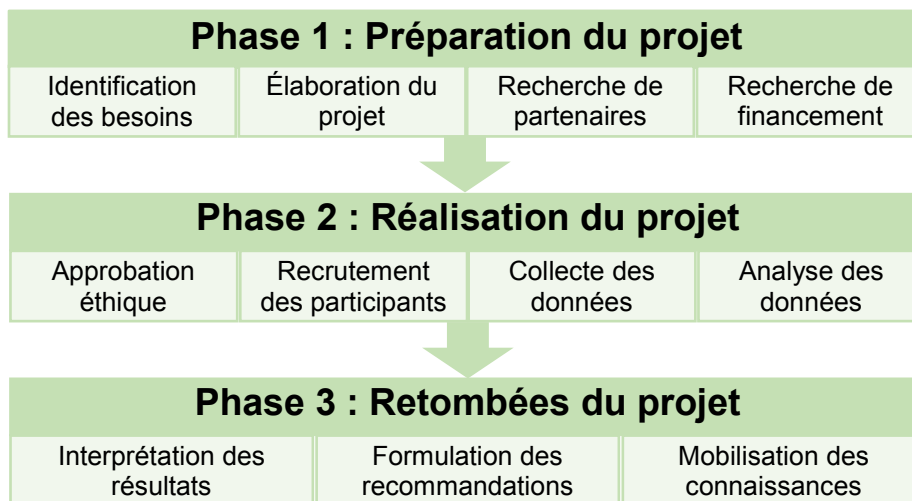 Phase 1 : Préparation du projet
Identification
des besoins
Élaboration du
projet
Recherche de
partenaires
Recherche de
financement
Phase 2 : Réalisation du projet
Approbation
éthique
Recrutement
des participants
Collecte des
données
Analyse des
données
Phase 3 : Retombées du projet
Interprétation des
résultats
Formulation des
recommandations
Mobilisation des
connaissances